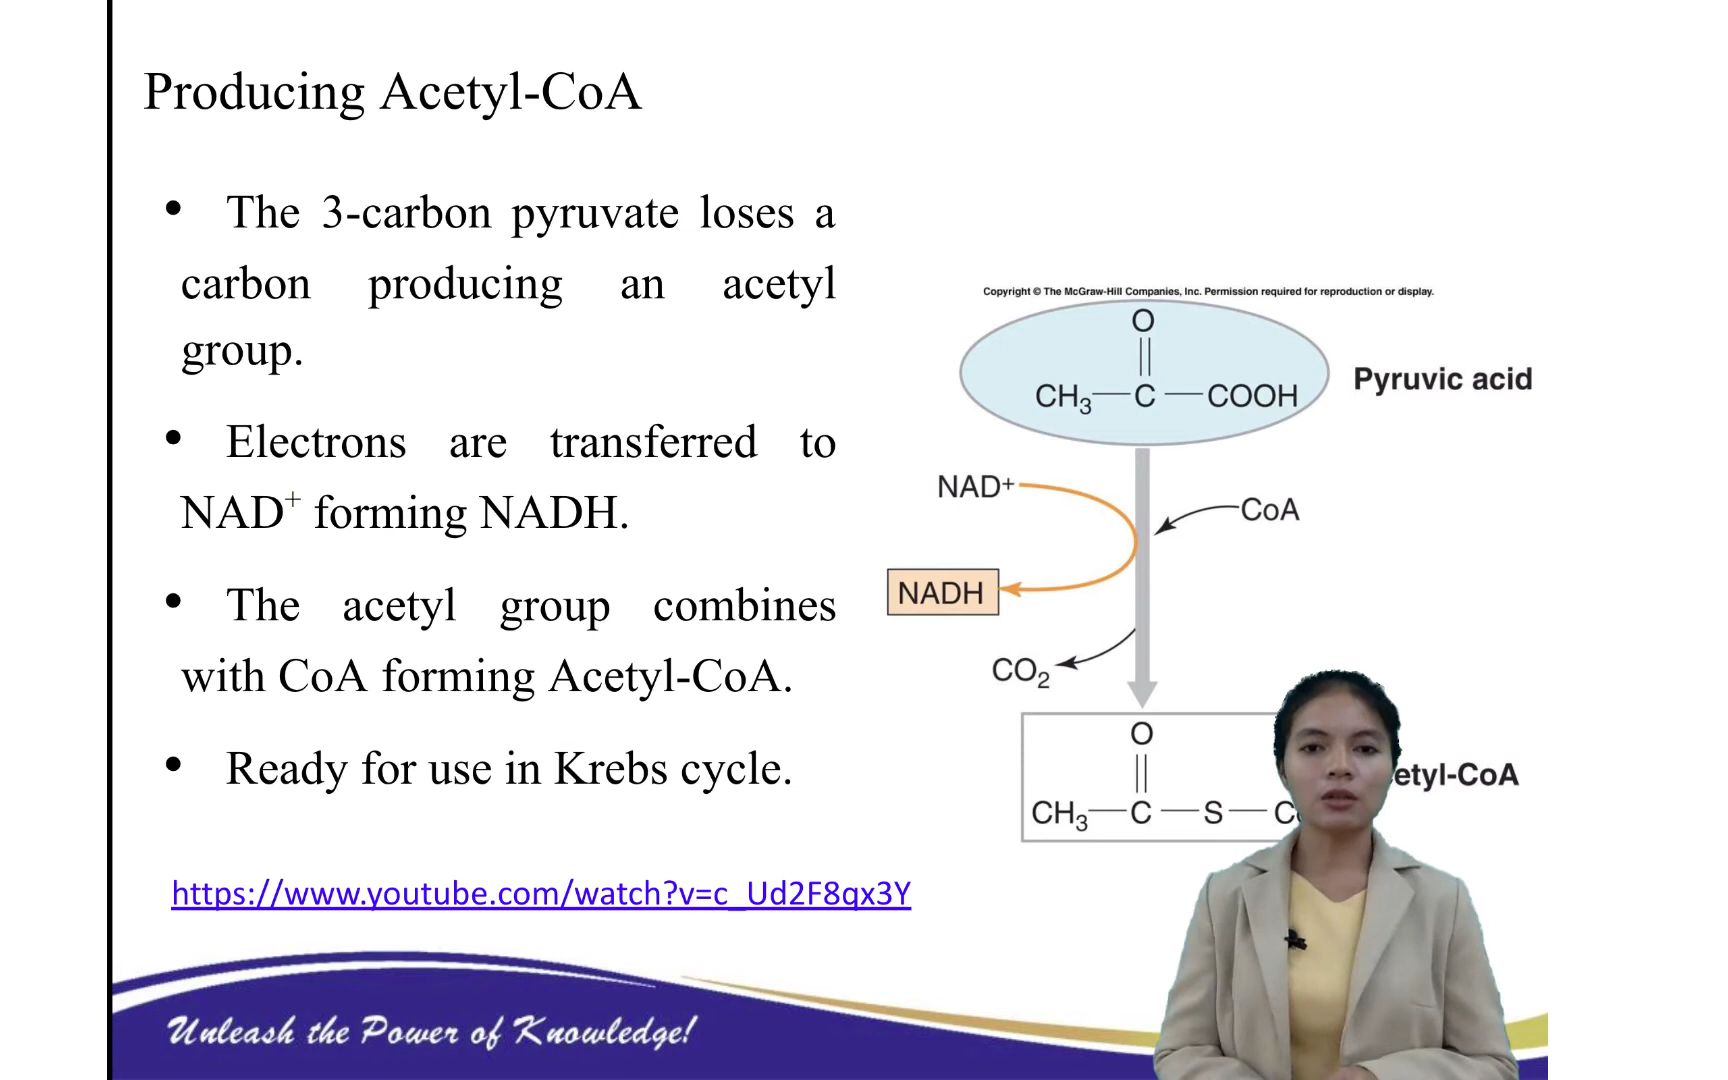 Producing Acetyl-CoA
• The 3-carbon pyruvate loses a
carbon producing an acetyl
group.
• Electrons are transferred to
NAD⁺ forming NADH.
• The acetyl group combines
with CoA forming Acetyl-CoA.
• Ready for use in Krebs cycle.
https://www.youtube.com/watch?v=c_Ud2F8qx3Y
Copyright © The McGraw-Hill Companies, Inc. Permission required for reproduction or display.
O
CH₃—C—COOH
Pyruvic acid
NAD+
CoA
NADH
CO₂
O
CH₃—C—S—C
etyl-CoA
Unleash the Power of Knowledge!